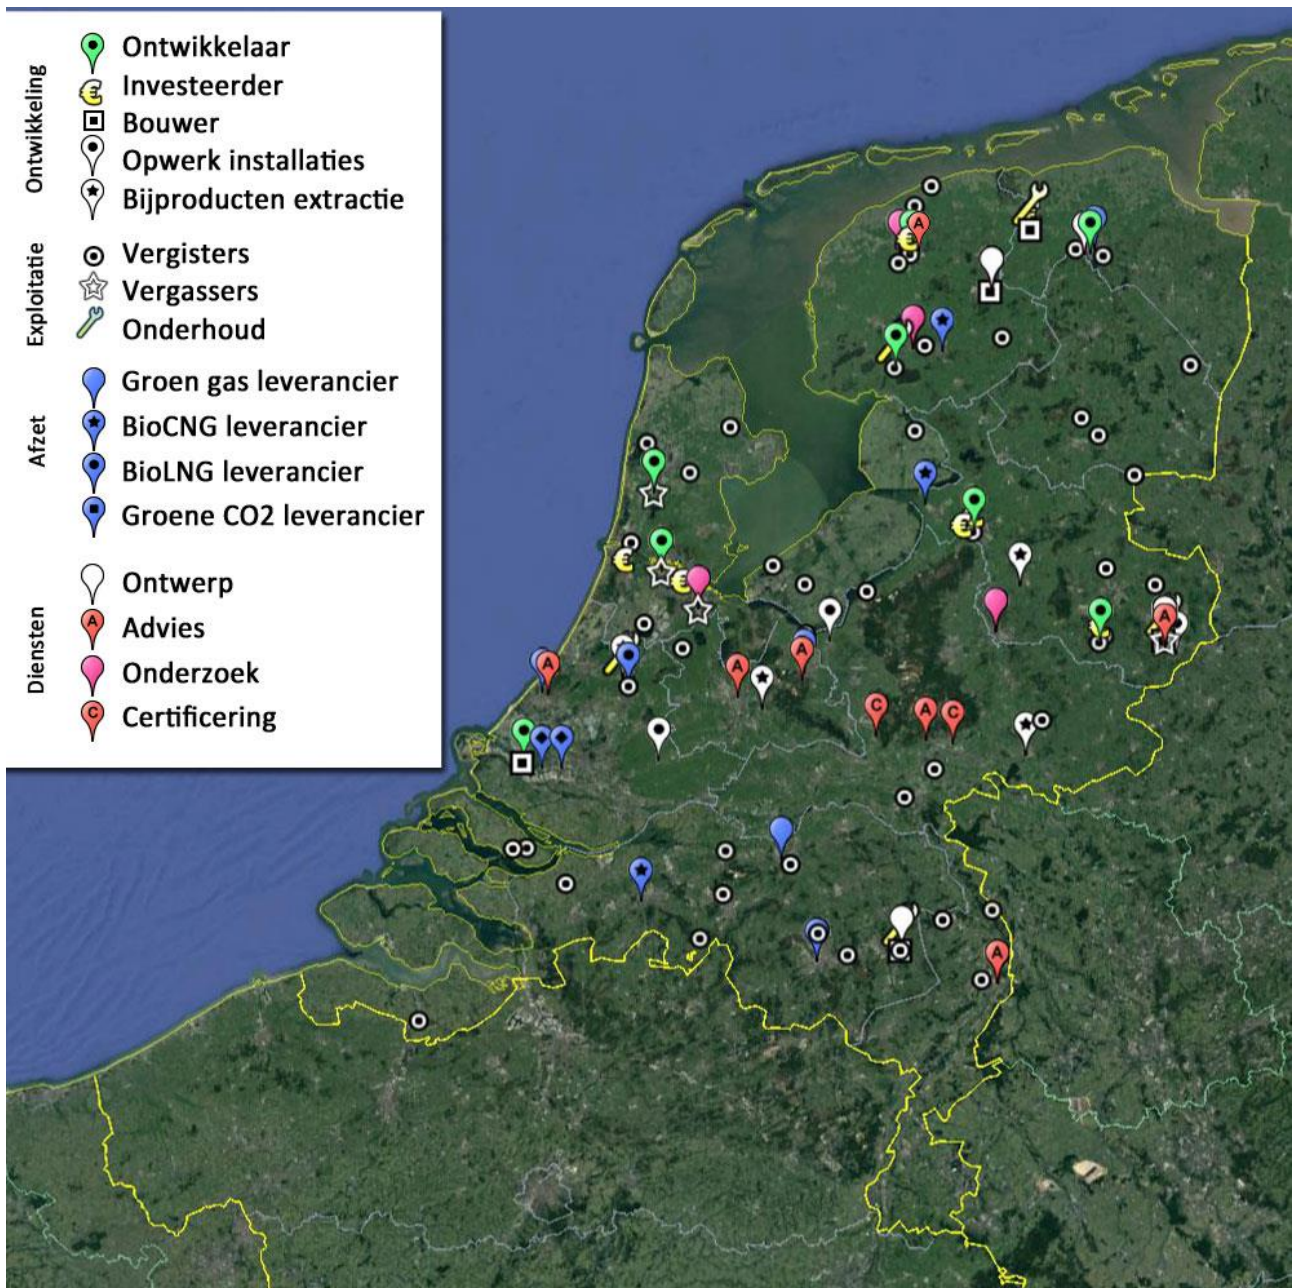 Ontwikkeling
Ontwikkelaar
€ Investeerder
Bouwer
Opwerk installaties
Bijproducten extractie
Exploitatie
Vergisters
Vergassers
Onderhoud
Afzet
Groen gas leverancier
BioCNG leverancier
BioLNG leverancier
Groene CO2 leverancier
Diensten
Ontwerp
A Advies
Onderzoek
C Certificering
A
€
€
€
€
€
A
A
A
A
C
A
C
A